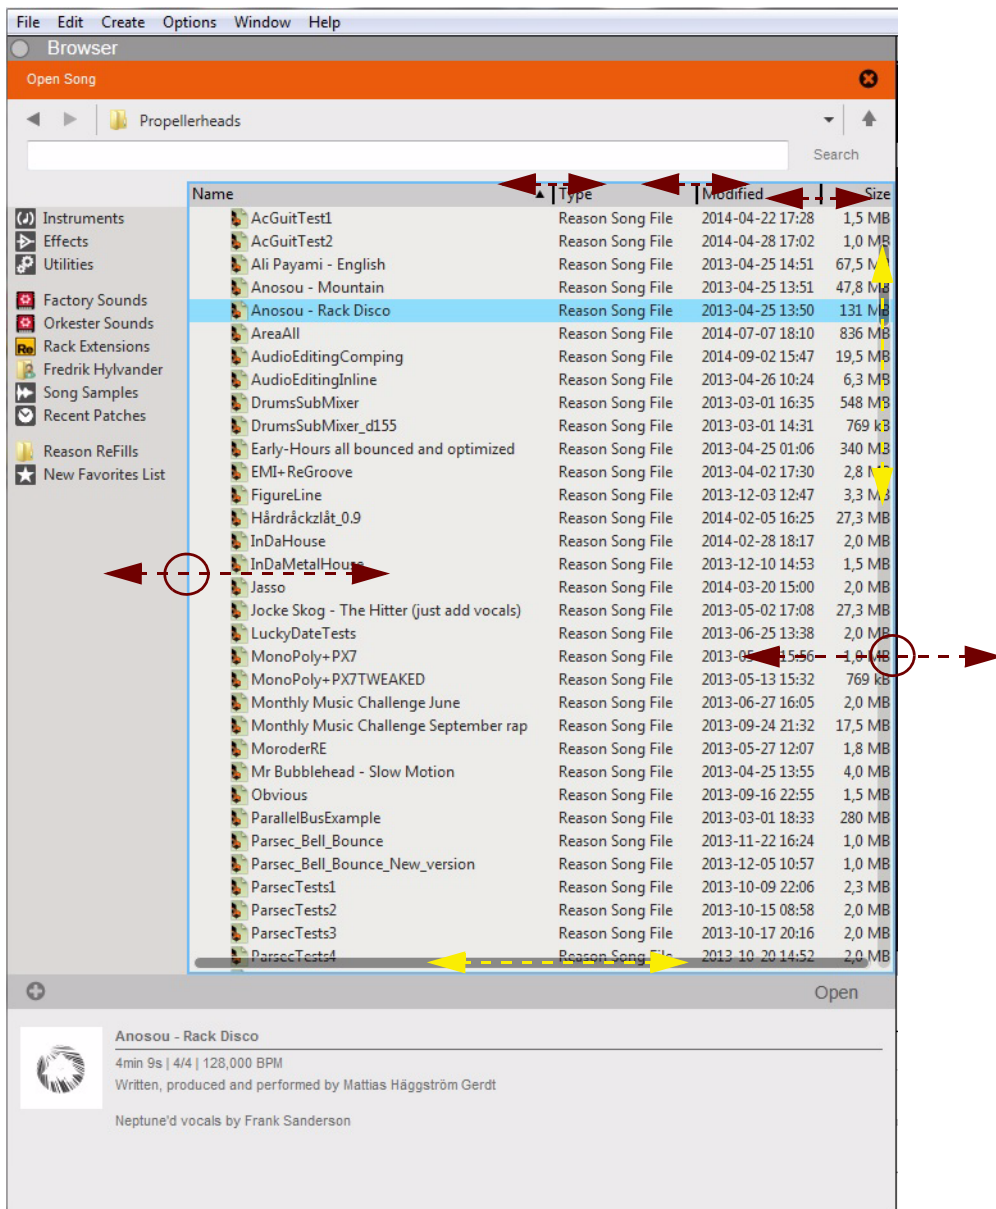 File Edit Create Options Window Help
Browser
Open Song
Propellerheads
Search
Name Type Modified Size
Instruments
Effects
Utilities
Factory Sounds
Orkester Sounds
Rack Extensions
Fredrik Hylvander
Song Samples
Recent Patches
Reason ReFills
New Favorites List
AcGuitTest1 Reason Song File 2014-04-22 17:28 1,5 MB
AcGuitTest2 Reason Song File 2014-04-28 17:02 1,0 MB
Ali Payami - English Reason Song File 2013-04-25 14:51 67,5 MB
Anosou - Mountain Reason Song File 2013-04-25 13:51 47,8 MB
Anosou - Rack Disco Reason Song File 2013-04-25 13:50 131 MB
AreaAll Reason Song File 2014-07-07 18:10 836 MB
AudioEditingComping Reason Song File 2014-09-02 15:47 19,5 MB
AudioEditingInline Reason Song File 2013-04-26 10:24 6,3 MB
DrumsSubMixer Reason Song File 2013-03-01 16:35 548 MB
DrumsSubMixer_d155 Reason Song File 2013-03-01 14:31 769 kB
Early-Hours all bounced and optimized Reason Song File 2013-04-25 01:06 340 MB
EMI+ReGroove Reason Song File 2013-04-02 17:30 2,8 MB
FigureLine Reason Song File 2013-12-03 12:47 3,3 MB
Hårdråckzlåt_0.9 Reason Song File 2014-02-05 16:25 27,3 MB
InDaHouse Reason Song File 2014-02-28 18:17 2,0 MB
InDaMetalHouse Reason Song File 2013-12-10 14:53 1,5 MB
Jasso Reason Song File 2014-03-20 15:00 2,0 MB
Jocke Skog - The Hitter (just add vocals) Reason Song File 2013-05-02 17:08 27,3 MB
LuckyDateTests Reason Song File 2013-06-25 13:38 2,0 MB
MonoPoly+PX7 Reason Song File 15:56 1,8 MB
MonoPoly+PX7TWEAKED Reason Song File 2013-05-13 15:32 769 kB
Monthly Music Challenge June Reason Song File 2013-06-27 16:05 2,0 MB
Monthly Music Challenge September rap Reason Song File 2013-09-24 21:32 17,5 MB
MoroderRE Reason Song File 2013-05-27 12:07 1,8 MB
Mr Bubblehead - Slow Motion Reason Song File 2013-04-25 13:55 4,0 MB
Obvious Reason Song File 2013-09-16 22:55 1,5 MB
ParallelBusExample Reason Song File 2013-03-01 18:33 280 MB
Parsec_Bell_Bounce Reason Song File 2013-11-22 16:24 1,0 MB
Parsec_Bell_Bounce_New_version Reason Song File 2013-12-05 10:57 1,0 MB
ParsecTests1 Reason Song File 2013-10-09 22:06 2,3 MB
ParsecTests2 Reason Song File 2013-10-15 08:58 2,0 MB
ParsecTests3 Reason Song File 2013-10-17 20:16 2,0 MB
ParsecTests4 Reason Song File 2013-10-20 14:52 2,0 MB
Open
Anosou - Rack Disco
4min 9s | 4/4 | 128,000 BPM
Written, produced and performed by Mattias Häggström Gerdt
Neptune'd vocals by Frank Sanderson